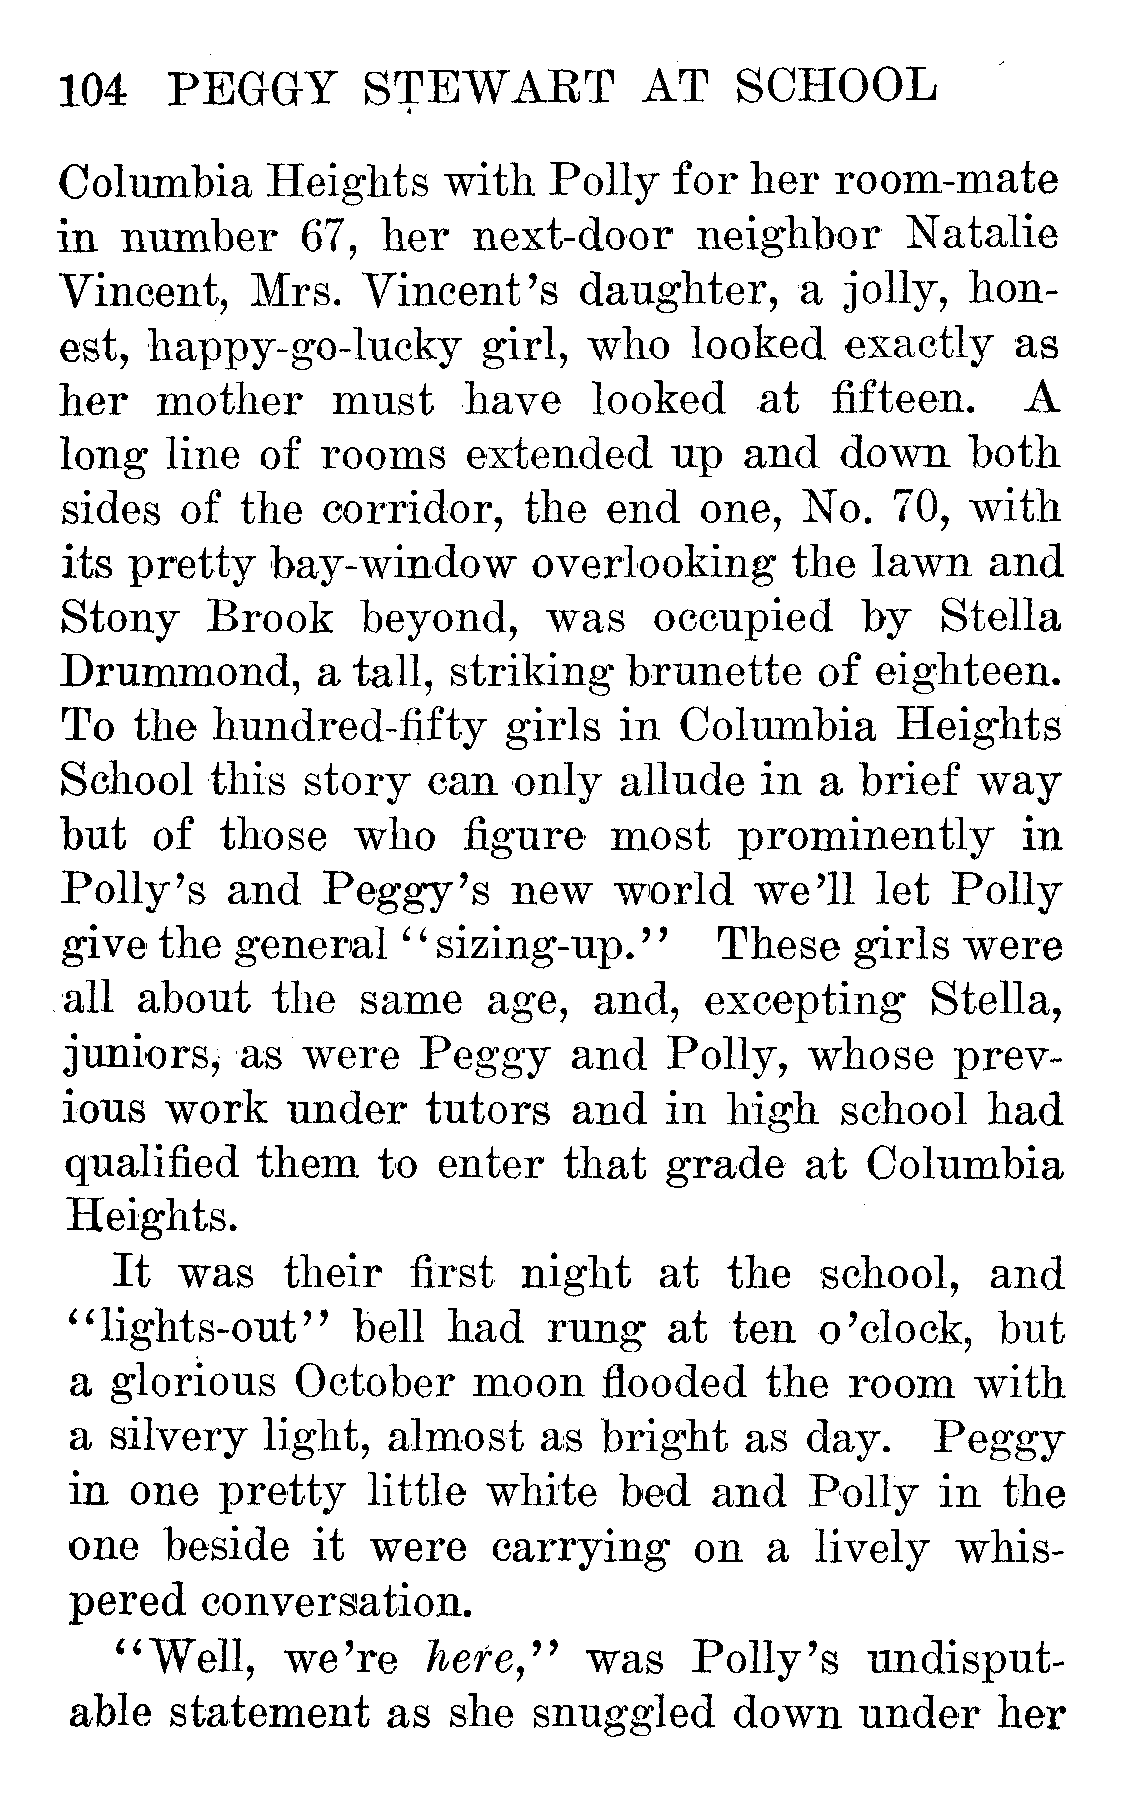 104 PEGGY STEWART AT SCHOOL
Columbia Heights with Polly for her room-mate
in number 67, her next-door neighbor Natalie
Vincent, Mrs. Vincent's daughter, a jolly, hon-
est, happy-go-lucky girl, who looked exactly as
her mother must have looked at fifteen. A
long line of rooms extended up and down both
sides of the corridor, the end one, No. 70, with
its pretty bay-window overlooking the lawn and
Stony Brook beyond, was occupied by Stella
Drummond, a tall, striking brunette of eighteen.
To the hundred-fifty girls in Columbia Heights
School this story can only allude in a brief way
but of those who figure most prominently in
Polly's and Peggy's new world we'll let Polly
give the general "sizing-up." These girls were
all about the same age, and, excepting Stella,
juniors, as were Peggy and Polly, whose prev-
ious work under tutors and in high school had
qualified them to enter that grade at Columbia
Heights.
It was their first night at the school, and
"lights-out" bell had rung at ten o'clock, but
a glorious October moon flooded the room with
a silvery light, almost as bright as day. Peggy
in one pretty little white bed and Polly in the
one beside it were carrying on a lively whis-
pered conversation.
"Well, we're here," was Polly's undisput-
able statement as she snuggled down under her